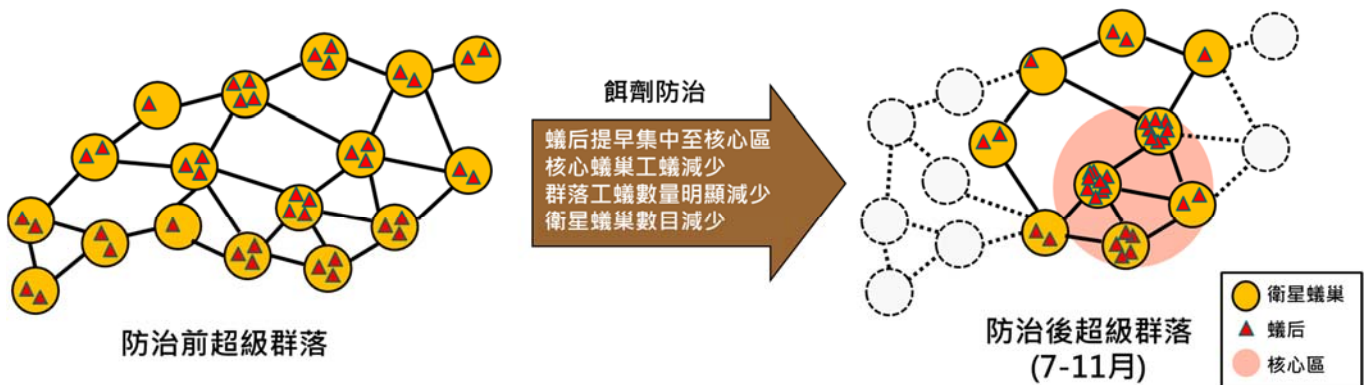 餌劑防治
蟻后提早集中至核心區
核心蟻巢工蟻減少
群落工蟻數量明顯減少
衛星蟻巢數目減少
防治前超級群落
防治後超級群落
(7-11月)
衛星蟻巢
蟻后
核心區